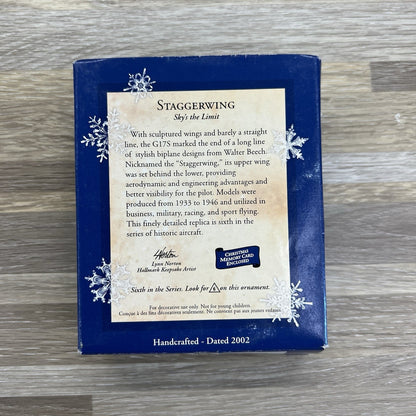 STAGGERWING
Sky's the Limit
With sculptured wings and barely a straight
line, the G17S marked the end of a long line
of stylish biplane designs from Walter Beech.
Nicknamed the “Staggerwing,” its upper wing
was set behind the lower, providing
aerodynamic and engineering advantages and
better visibility for the pilot. Models were
produced from 1933 to 1946 and utilized in
business, military, racing, and sport flying.
This finely detailed replica is sixth in the
series of historic aircraft.
Lynn Norton
Hallmark Keepsake Artist
CHRISTMAS
MEMORY CARD
ENCLOSED
Sixth in the Series. Look for 6 on this ornament.
For decorative use only. Not for young children.
Conçue à des fins décoratives seulement. Ne convient pas aux jeunes enfants.
Handcrafted - Dated 2002